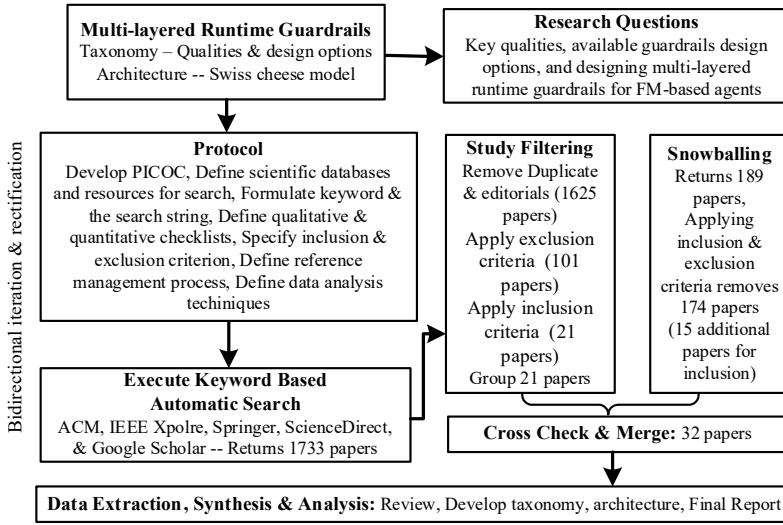 Multi-layered Runtime Guardrails
Taxonomy – Qualities & design options
Architecture -- Swiss cheese model
Research Questions
Key qualities, available guardrails design
options, and designing multi-layered
runtime guardrails for FM-based agents
Bidirectional iteration & rectification
Protocol
Develop PICOC, Define scientific databases
and resources for search, Formulate keyword &
the search string, Define qualitative &
quantitative checklists, Specify inclusion &
exclusion criterion, Define reference
management process, Define data analysis
techiniques
Execute Keyword Based
Automatic Search
ACM, IEEE Xpolre, Springer, ScienceDirect,
& Google Scholar -- Returns 1733 papers
Study Filtering
Remove Duplicate
& editorials (1625
papers)
Apply exclusion
criteria (101
papers)
Apply inclusion
criteria (21
papers)
Group 21 papers
Snowballing
Returns 189
papers,
Applying
inclusion &
exclusion
criteria removes
174 papers
(15 additional
papers for
inclusion)
Cross Check & Merge: 32 papers
Data Extraction, Synthesis & Analysis: Review, Develop taxonomy, architecture, Final Report